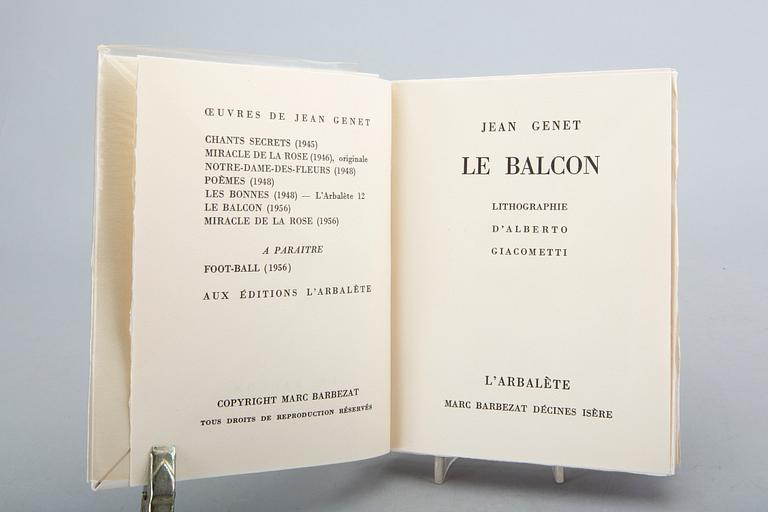 ŒUVRES DE JEAN GENET
CHANTS SECRETS (1945)
MIRACLE DE LA ROSE (1946), originale
NOTRE-DAME-DES-FLEURS (1948)
POÈMES (1948)
LES BONNES (1948) — L'Arbalète 12
LE BALCON (1956)
MIRACLE DE LA ROSE (1956)
A PARAITRE
FOOT-BALL (1956)
AUX ÉDITIONS L'ARBALÈTE
COPYRIGHT MARC BARBEZAT
TOUS DROITS DE REPRODUCTION RÉSERVÉS
JEAN GENET
LE BALCON
LITHOGRAPHIE
D'ALBERTO
GIACOMETTI
L'ARBALÈTE
MARC BARBEZAT DÉCINES ISÈRE